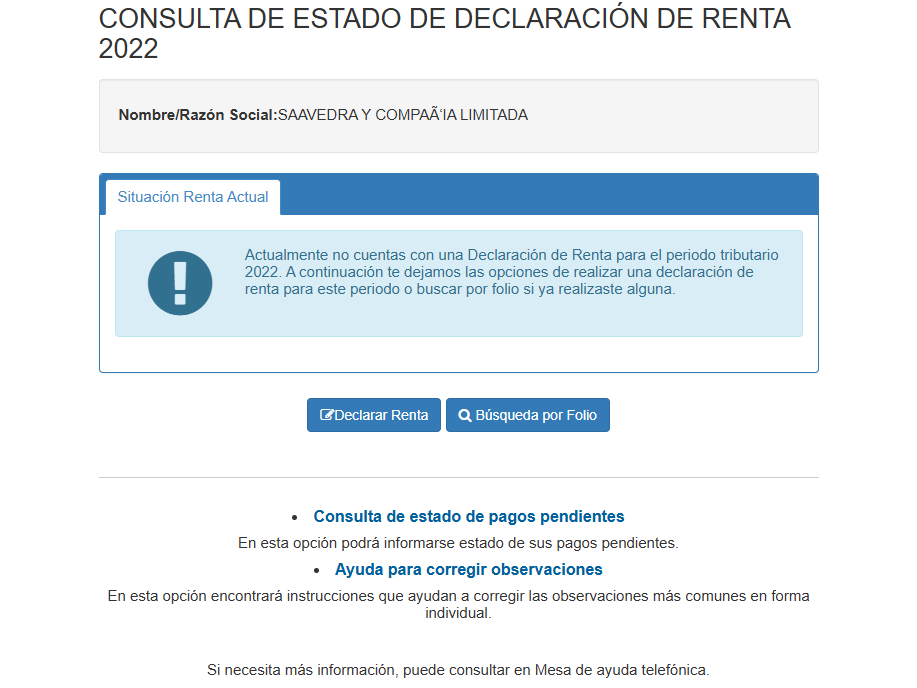 CONSULTA DE ESTADO DE DECLARACIÓN DE RENTA
2022
Nombre/Razón Social:SAAVEDRA Y COMPAÃ‘IA LIMITADA
Situación Renta Actual
Actualmente no cuentas con una Declaración de Renta para el periodo tributario
2022. A continuación te dejamos las opciones de realizar una declaración de
renta para este periodo o buscar por folio si ya realizaste alguna.
Declarar Renta
Búsqueda por Folio
• Consulta de estado de pagos pendientes
En esta opción podrá informarse estado de sus pagos pendientes.
• Ayuda para corregir observaciones
En esta opción encontrará instrucciones que ayudan a corregir las observaciones más comunes en forma
individual.
Si necesita más información, puede consultar en Mesa de ayuda telefónica.